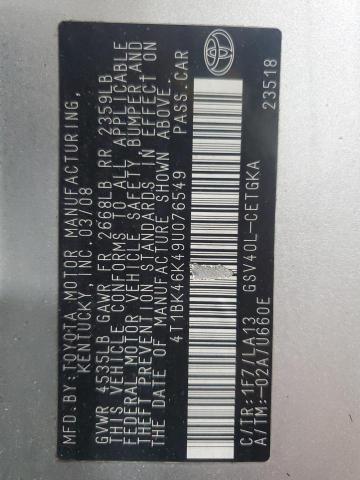 MFD.BY:TOYOTA MOTOR MANUFACTURING,
KENTUCKY, INC. 03/08
GVWR 4535LB GAWR FR 2668LB RR 2359LB
THIS VEHICLE CONFORMS TO ALL APPLICABLE
FEDERAL MOTOR VEHICLE SAFETY, BUMPER, AND
THEFT PREVENTION STANDARDS IN EFFECT ON
THE DATE OF MANUFACTURE SHOWN ABOVE.
4T1BK46K49U076549 PASS.CAR
C/TR:1F7/LA13 GSV40L-CETGKA
A/TM:-02A/U660E 23518